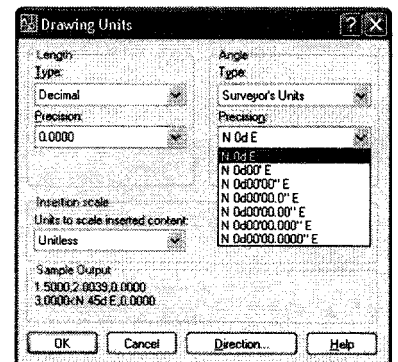 Drawing Units
Length
Type:
Decimal
Precision:
0.0000
Angle
Type:
Surveyor's Units
Precision:
N 0d E
N 0d E
N 0d00' E
N 0d00'00" E
N 0d00'00.0" E
N 0d00'00.00" E
N 0d00'00.000" E
N 0d00'00.0000" E
Insertion scale
Units to scale inserted content:
Unitless
Sample Output
1.5000,2.0039,0.0000
3.0000<N 45d E,0.0000
OK
Cancel
Direction...
Help